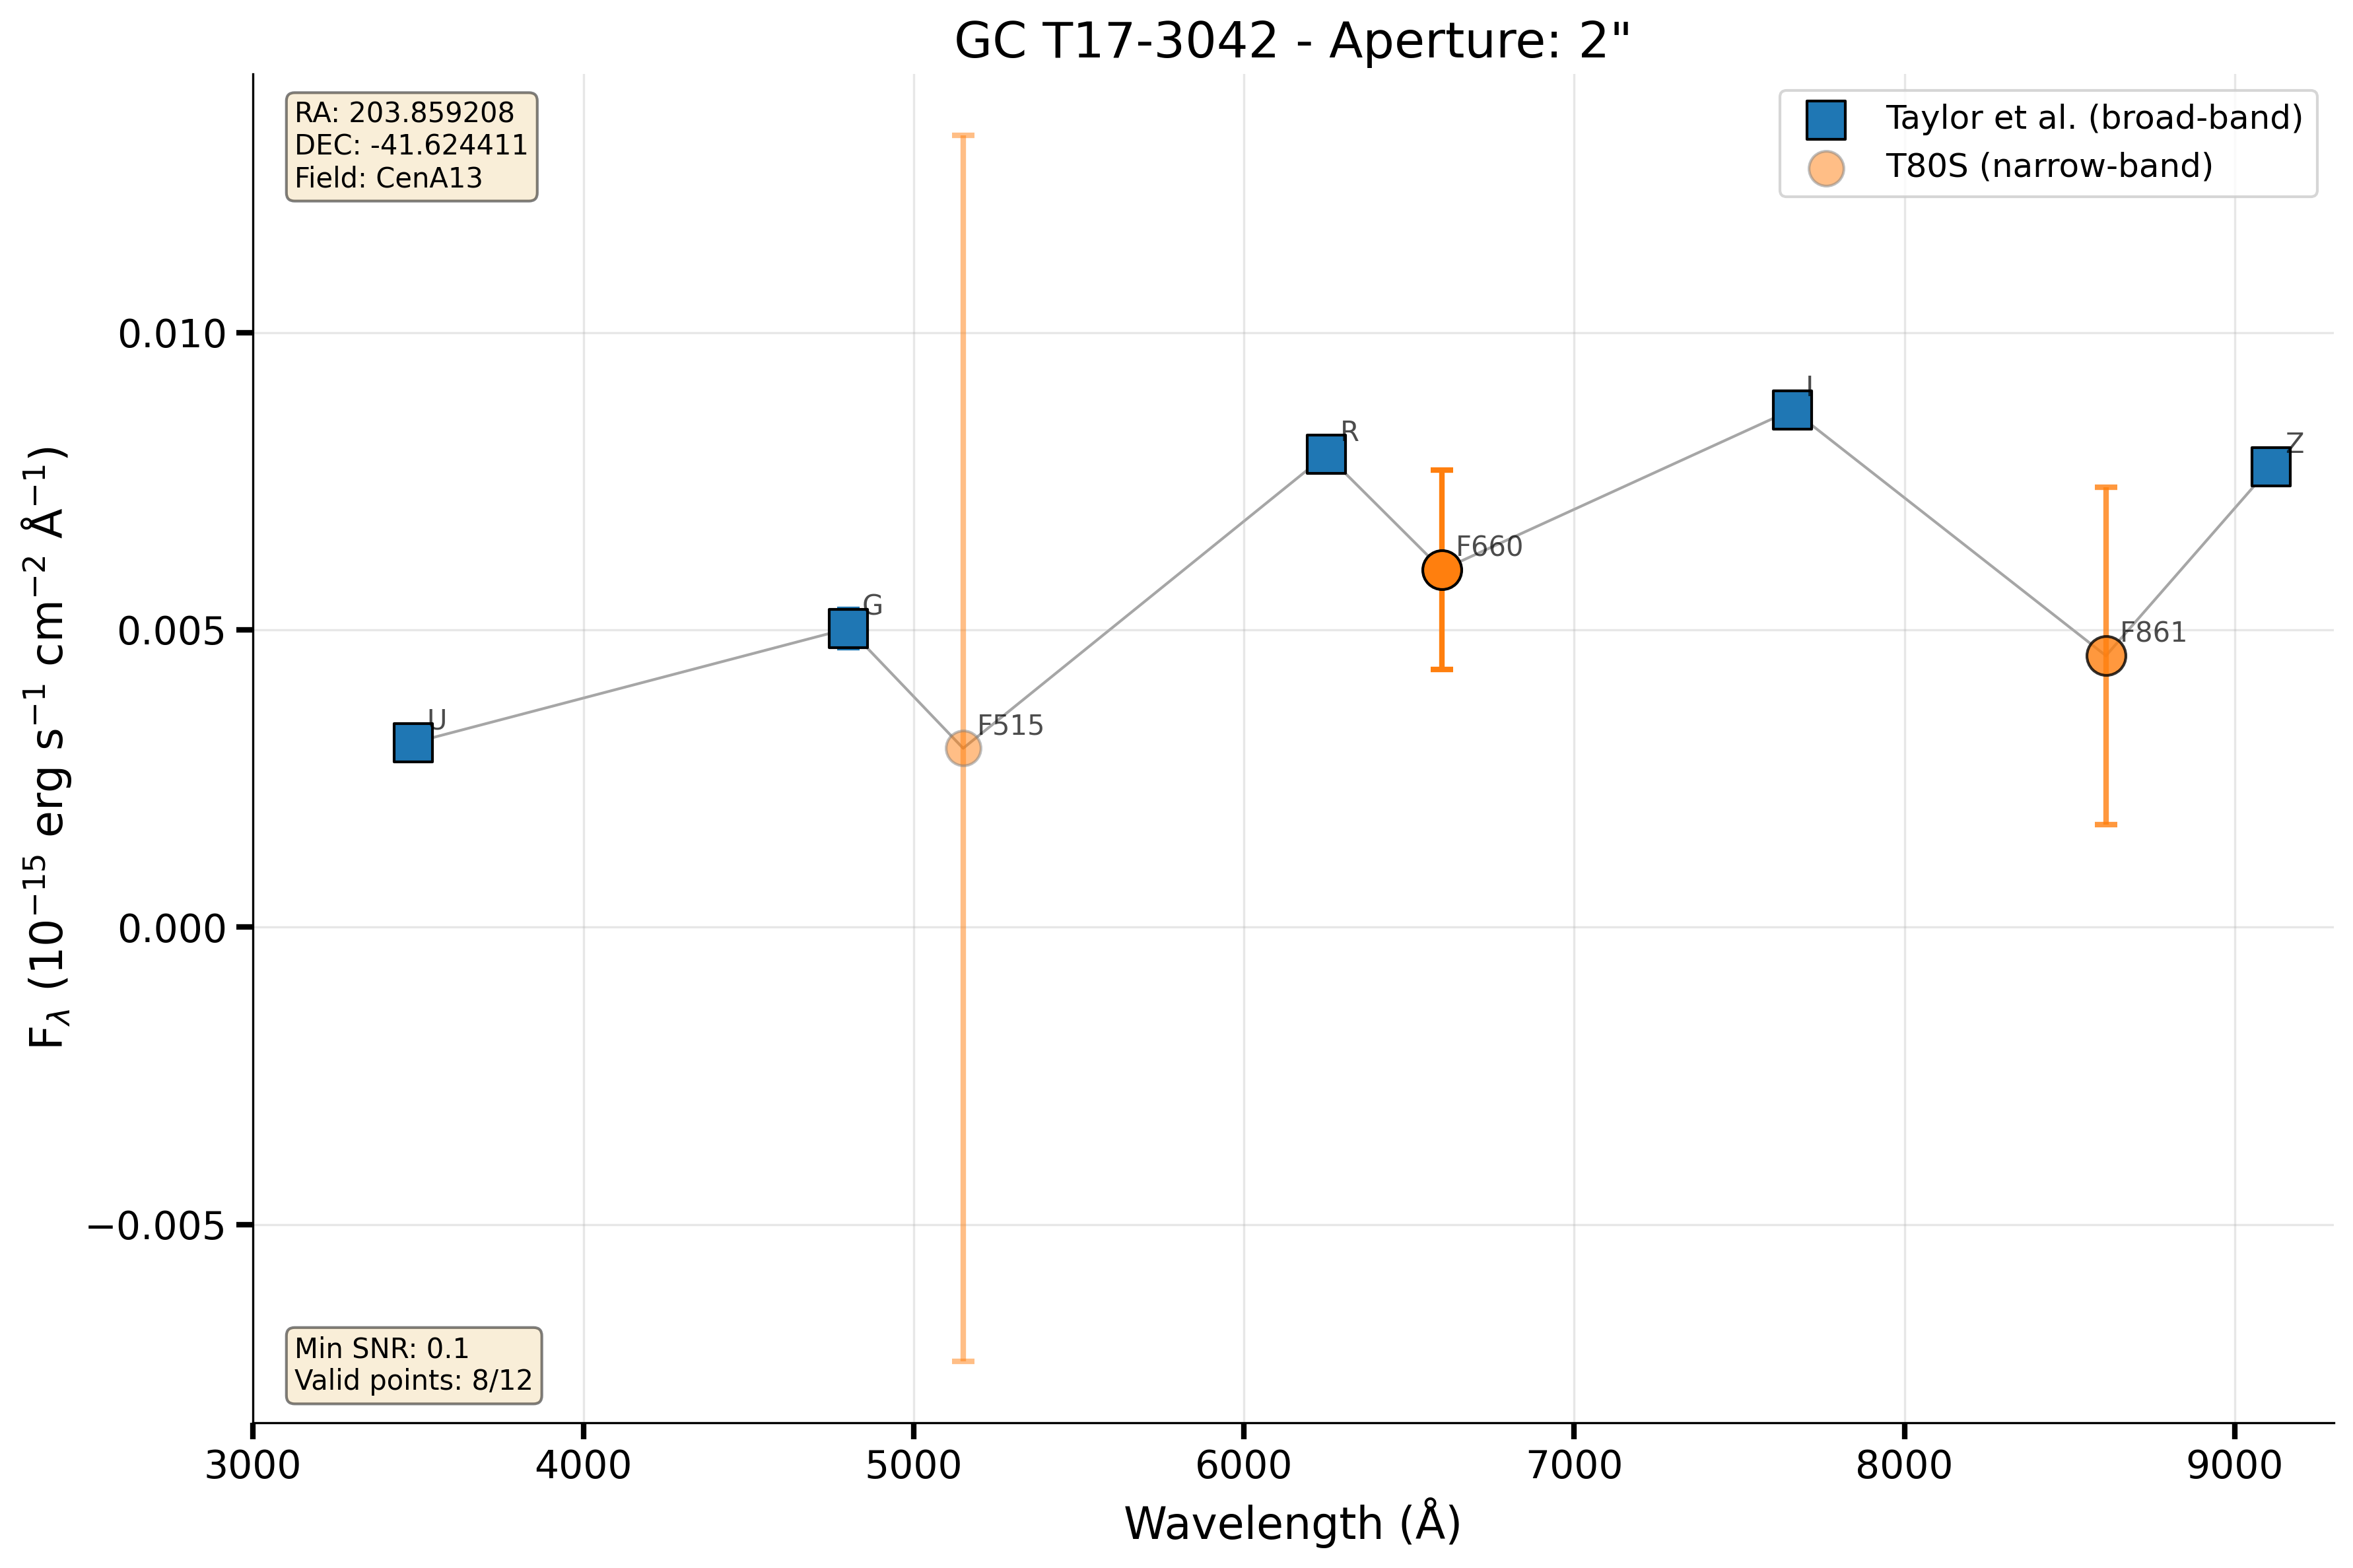 GC T17-3042 - Aperture: 2"
RA: 203.859208
DEC: -41.624411
Field: CenA13
Taylor et al. (broad-band)
T80S (narrow-band)
0.010
0.005
0.000
−0.005
F$_λ$ (10$^{−15}$ erg s$^{−1}$ cm$^{−2}$ Å$^{−1}$)
U
G
F515
R
F660
I
F861
Z
Min SNR: 0.1
Valid points: 8/12
3000 4000 5000 6000 7000 8000 9000
Wavelength (Å)